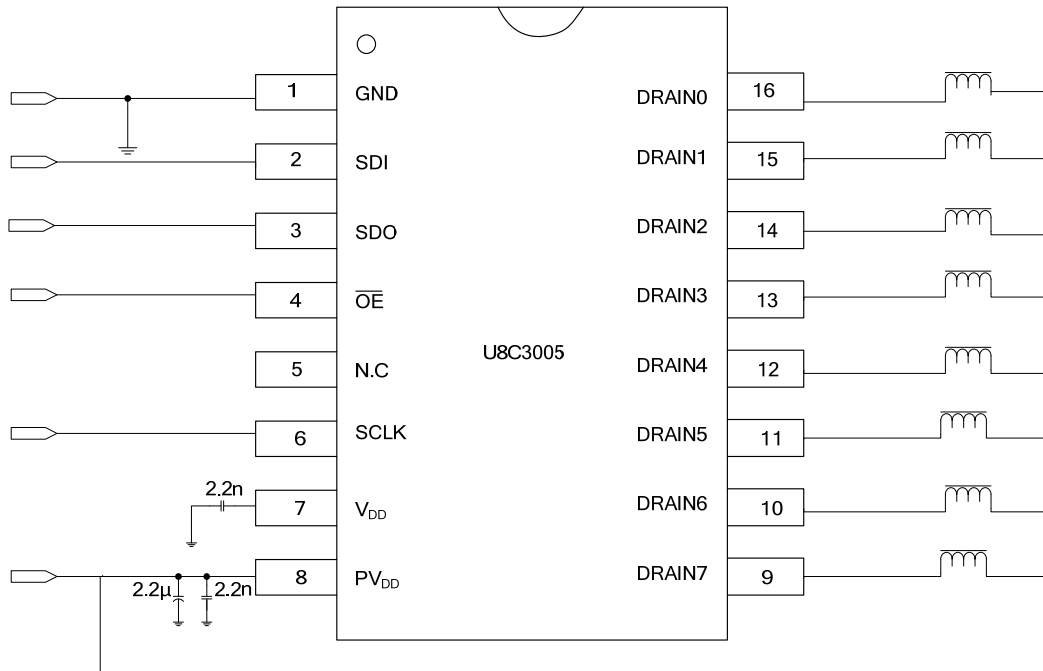 1 GND DRAIN0 16
2 SDI DRAIN1 15
3 SDO DRAIN2 14
4 O̅E̅ DRAIN3 13
U8C3005
5 N.C DRAIN4 12
6 SCLK DRAIN5 11
2.2n
7 VDD DRAIN6 10
8 PVDD DRAIN7 9
2.2µ 2.2n